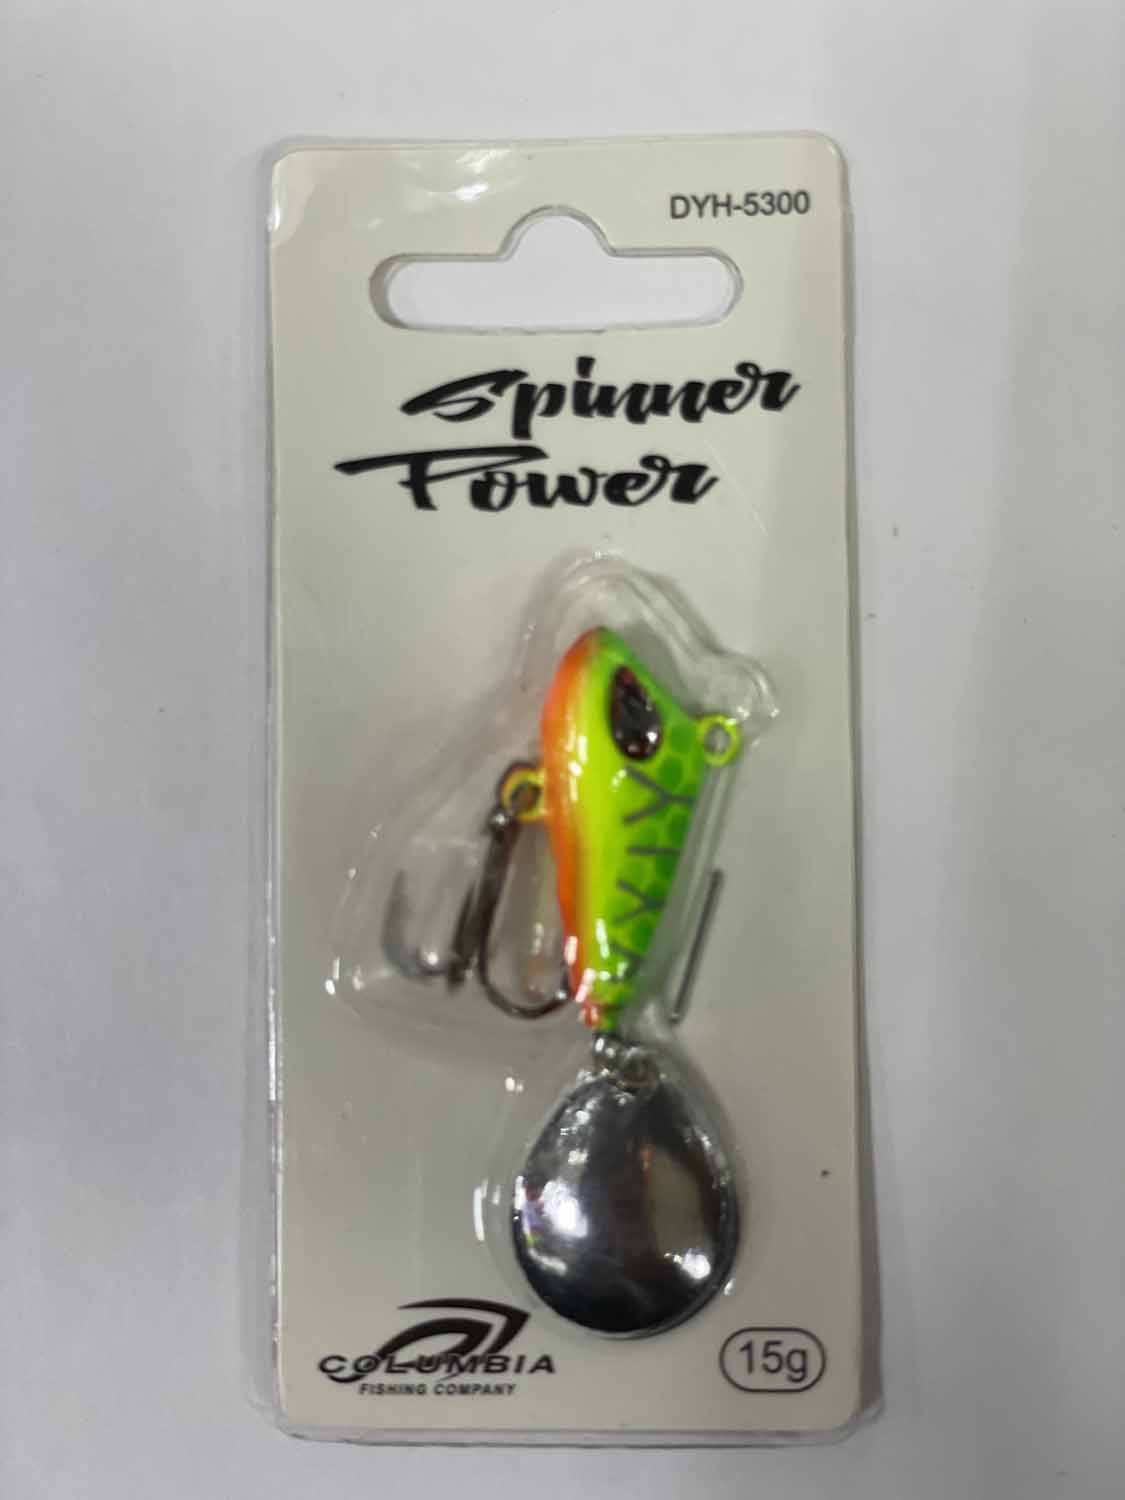 DYH-5300
Spinner
Power
COLUMBIA
FISHING COMPANY
15g